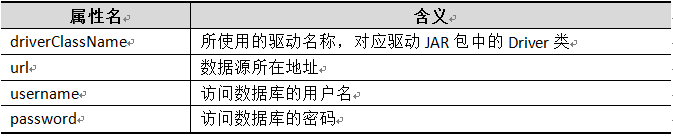 属性名 含义
driverClassName 所使用的驱动名称，对应驱动 JAR 包中的 Driver 类
url 数据源所在地址
username 访问数据库的用户名
password 访问数据库的密码